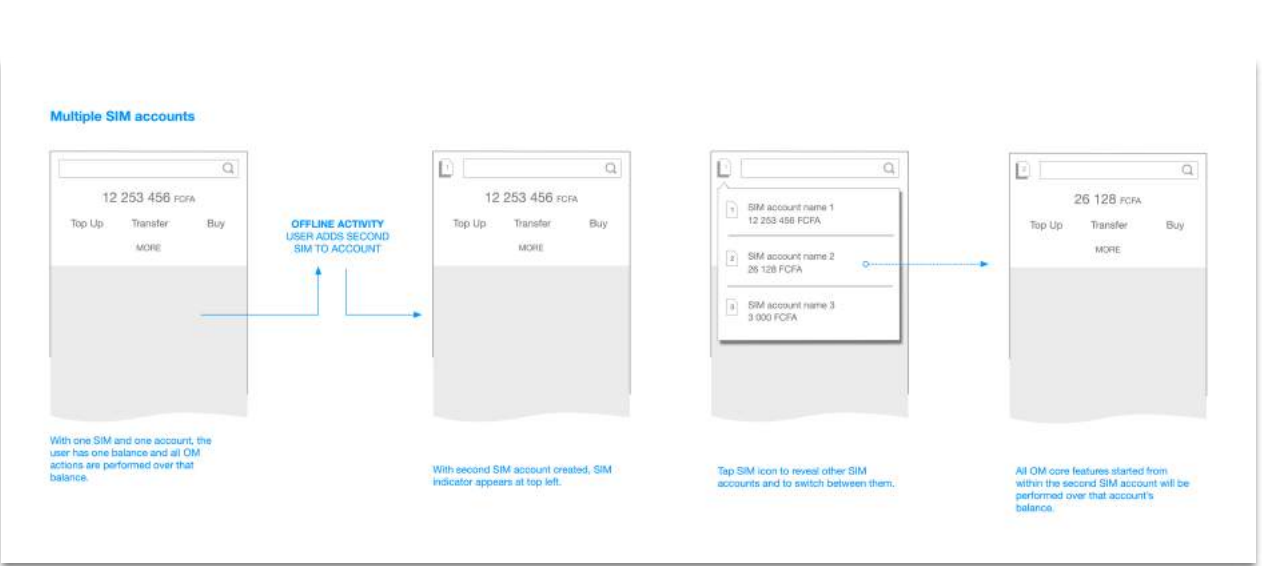 Multiple SIM accounts
12 253 456 FCFA
Top Up Transfer Buy
MORE
With one SIM and one account, the
user has one balance and all OM
actions are performed over that
balance.
OFFLINE ACTIVITY
USER ADDS SECOND
SIM TO ACCOUNT
1
12 253 456 FCFA
Top Up Transfer Buy
MORE
With second SIM account created, SIM
indicator appears at top left.
1
1 SIM account name 1
12 253 456 FCFA
2 SIM account name 2
26 128 FCFA
3 SIM account name 3
3 000 FCFA
Tap SIM icon to reveal other SIM
accounts and to switch between them.
2
26 128 FCFA
Top Up Transfer Buy
MORE
All OM core features started from
within the second SIM account will be
performed over that account's
balance.